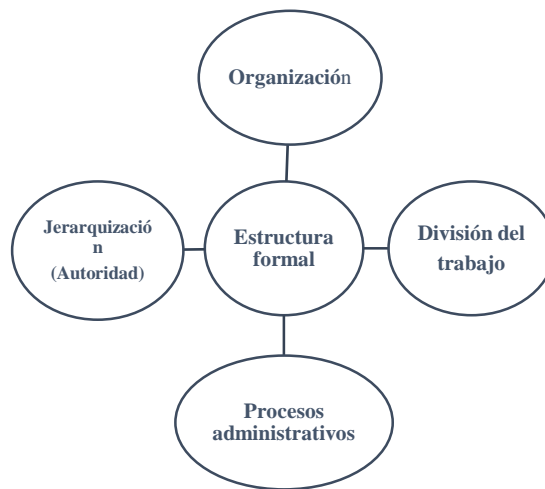 Organización
Jerarquizació
n
(Autoridad)
Estructura
formal
División del
trabajo
Procesos
administrativos